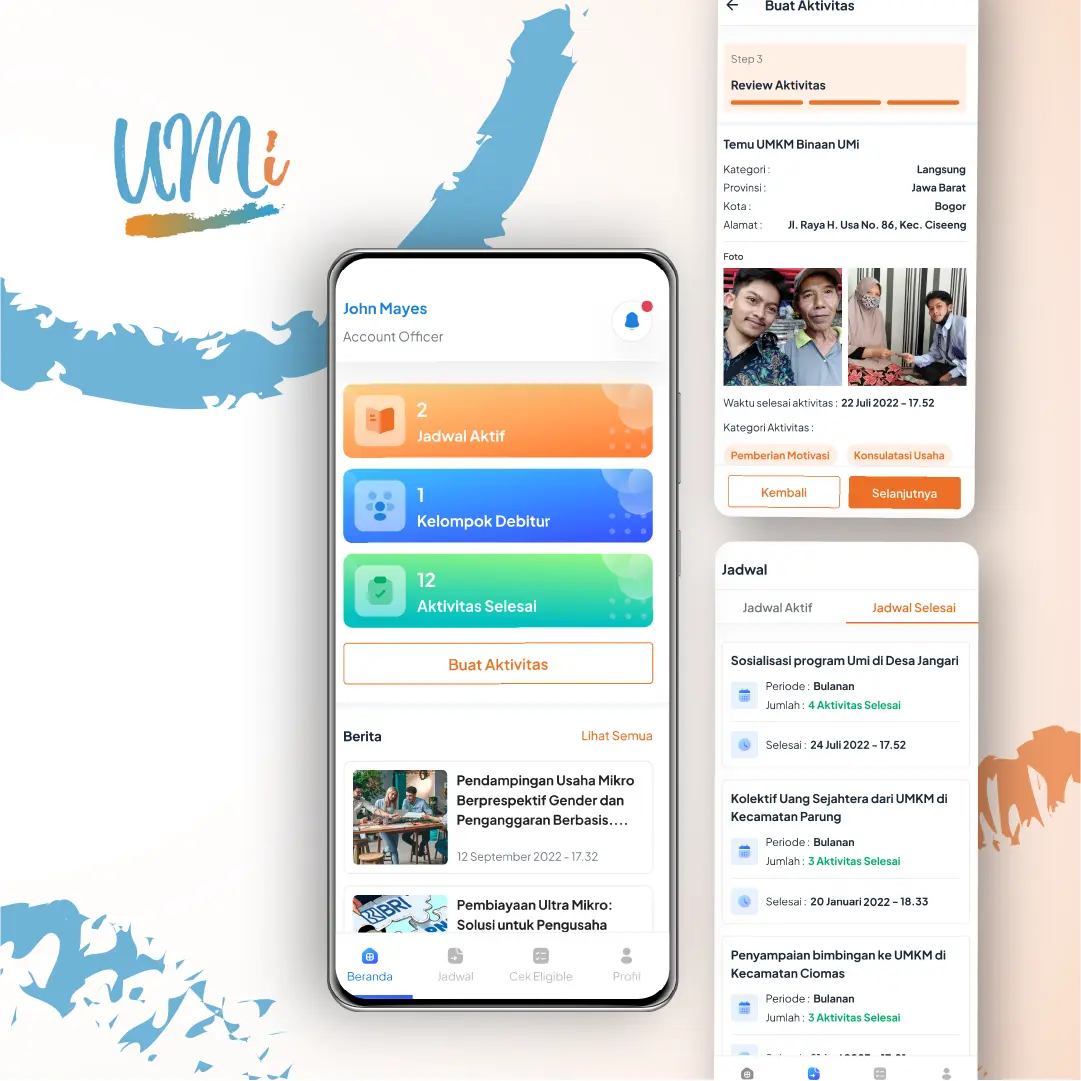 UMi
John Mayes
Account Officer
2
Jadwal Aktif
1
Kelompok Debitur
12
Aktivitas Selesai
Buat Aktivitas
Berita
Lihat Semua
Pendampingan Usaha Mikro
Berprespektif Gender dan
Penganggaran Berbasis....
12 September 2022 - 17.32
BRI
Pembiayaan Ultra Mikro:
Solusi untuk Pengusaha
Beranda
Jadwal
Cek Eligible
Profil
Buat Aktivitas
Step 3
Review Aktivitas
Temu UMKM Binaan UMi
Kategori : Langsung
Provinsi : Jawa Barat
Kota : Bogor
Alamat : Jl. Raya H. Usa No. 86, Kec. Ciseeng
Foto
Waktu selesai aktivitas : 22 Juli 2022 - 17.52
Kategori Aktivitas :
Pemberian Motivasi
Konsulatasi Usaha
Kembali
Selanjutnya
Jadwal
Jadwal Aktif
Jadwal Selesai
Sosialisasi program Umi di Desa Jangari
Periode : Bulanan
Jumlah : 4 Aktivitas Selesai
Selesai : 24 Juli 2022 - 17.52
Kolektif Uang Sejahtera dari UMKM di
Kecamatan Parung
Periode : Bulanan
Jumlah : 3 Aktivitas Selesai
Selesai : 20 Januari 2022 - 18.33
Penyampaian bimbingan ke UMKM di
Kecamatan Ciomas
Periode : Bulanan
Jumlah : 3 Aktivitas Selesai